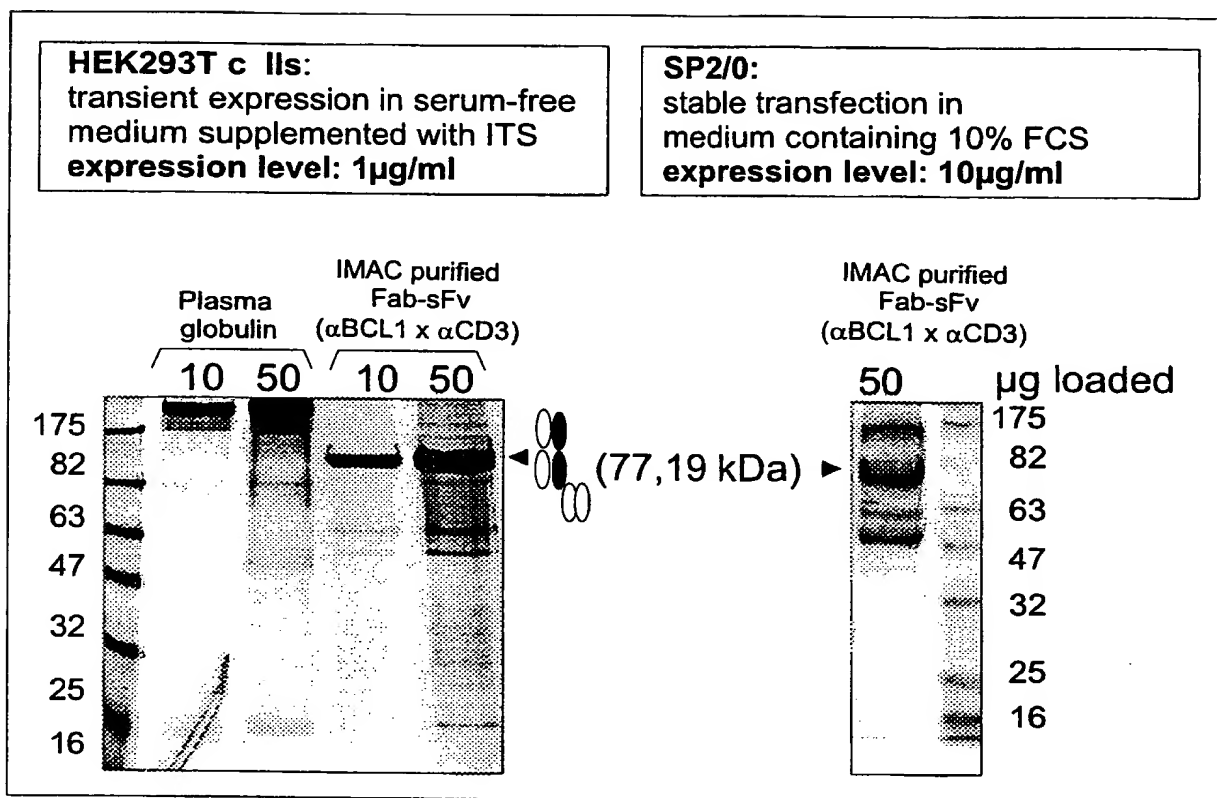 HEK293T c lls:
transient expression in serum-free
medium supplemented with ITS
expression level: 1µg/ml
SP2/0:
stable transfection in
medium containing 10% FCS
expression level: 10µg/ml
Plasma
globulin
IMAC purified
Fab-sFv
(αBCL1 x αCD3)
10 50 10 50
175
82
63
47
32
25
16
(77,19 kDa)
IMAC purified
Fab-sFv
(αBCL1 x αCD3)
50 µg loaded
175
82
63
47
32
25
16